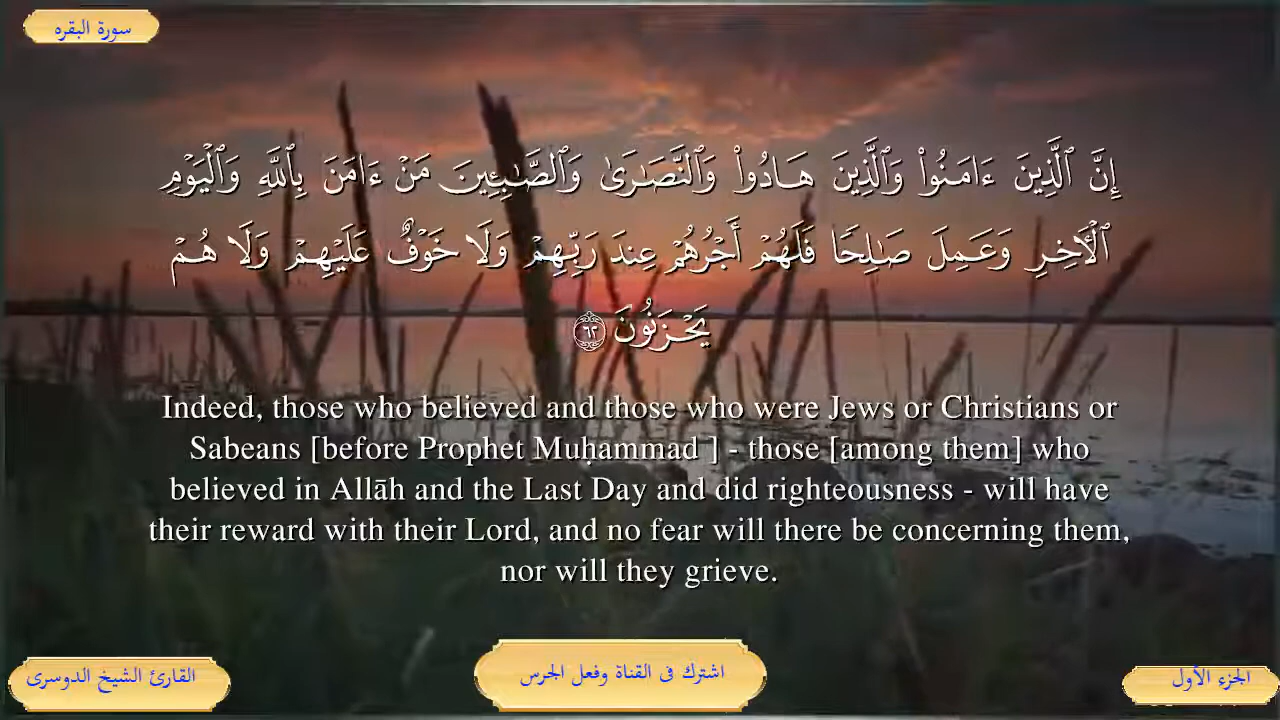 سورة البقره
إِنَّ ٱلَّذِينَ ءَامَنُوا۟ وَٱلَّذِينَ هَادُوا۟ وَٱلنَّصَـٰرَىٰ وَٱلصَّـٰبِـِٔينَ مَنْ ءَامَنَ بِٱللَّهِ وَٱلْيَوْمِ
ٱلْـَٔاخِرِ وَعَمِلَ صَـٰلِحًا فَلَهُمْ أَجْرُهُمْ عِندَ رَبِّهِمْ وَلَا خَوْفٌ عَلَيْهِمْ وَلَا هُمْ
يَحْزَنُونَ ٦٢
Indeed, those who believed and those who were Jews or Christians or
Sabeans [before Prophet Muḥammad ] - those [among them] who
believed in Allāh and the Last Day and did righteousness - will have
their reward with their Lord, and no fear will there be concerning them,
nor will they grieve.
الجزء الأول
اشترك فى القناة وفعل الجرس
القارئ الشيخ الدوسرى